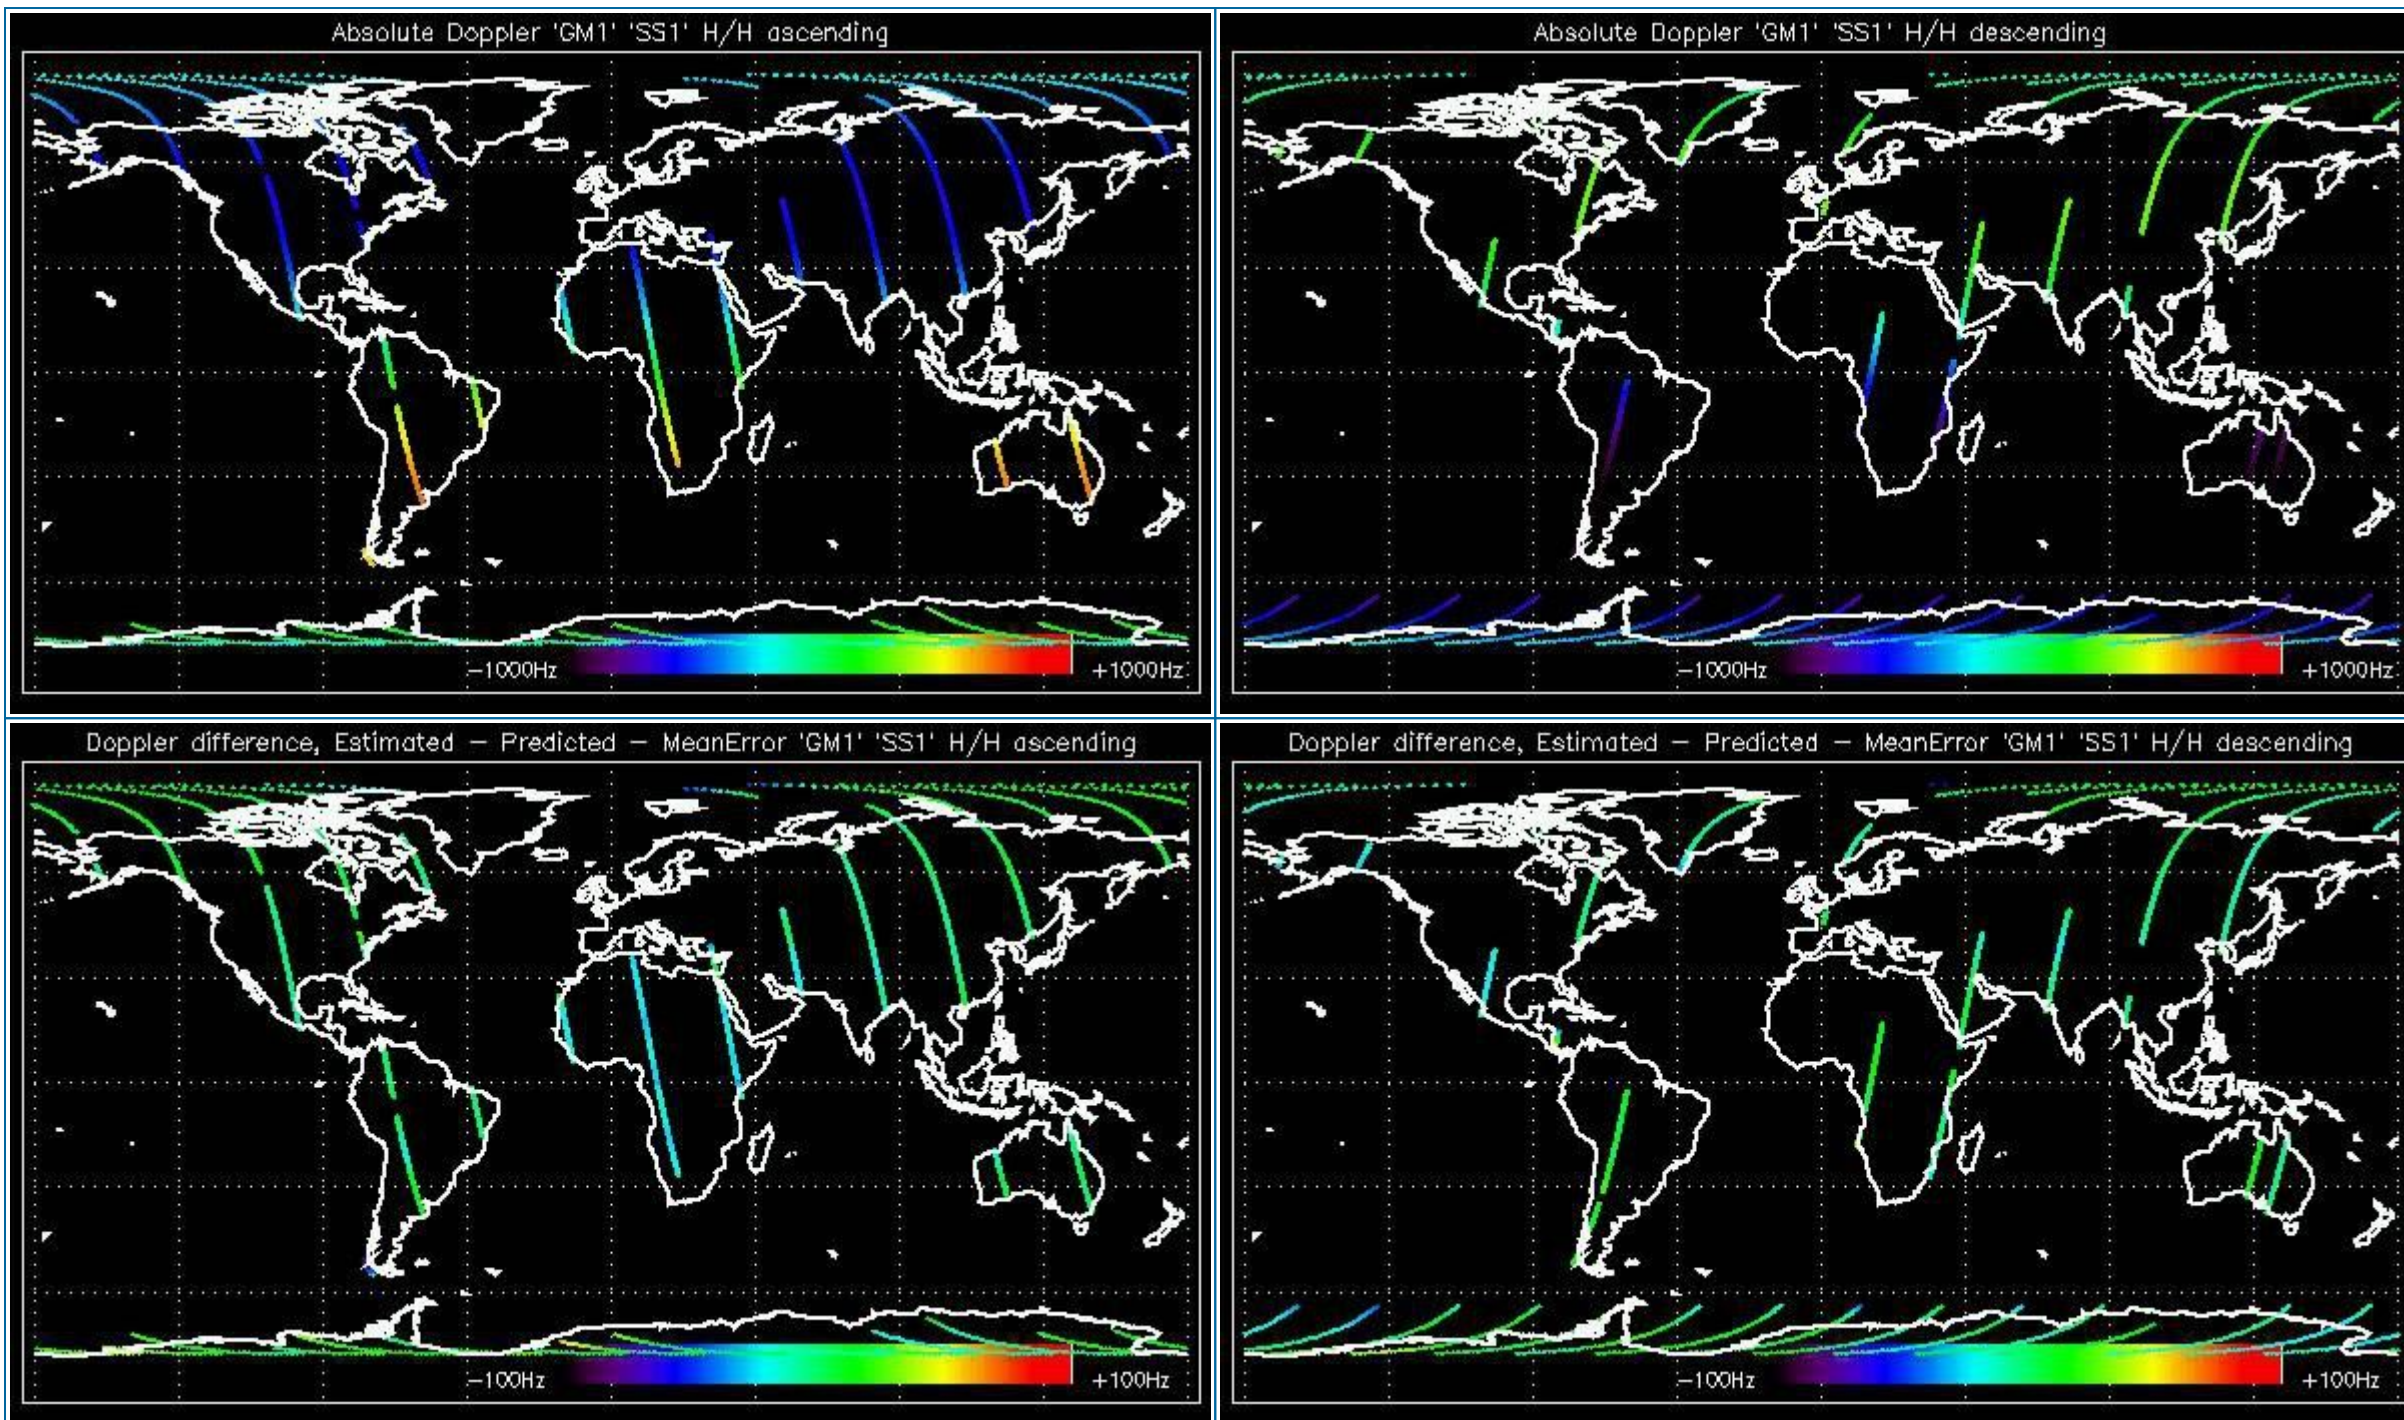 Absolute Doppler 'GM1' 'SS1' H/H ascending
−1000Hz
+1000Hz
Absolute Doppler 'GM1' 'SS1' H/H descending
−1000Hz
+1000Hz
Doppler difference, Estimated − Predicted − MeanError 'GM1' 'SS1' H/H ascending
−100Hz
+100Hz
Doppler difference, Estimated − Predicted − MeanError 'GM1' 'SS1' H/H descending
−100Hz
+100Hz